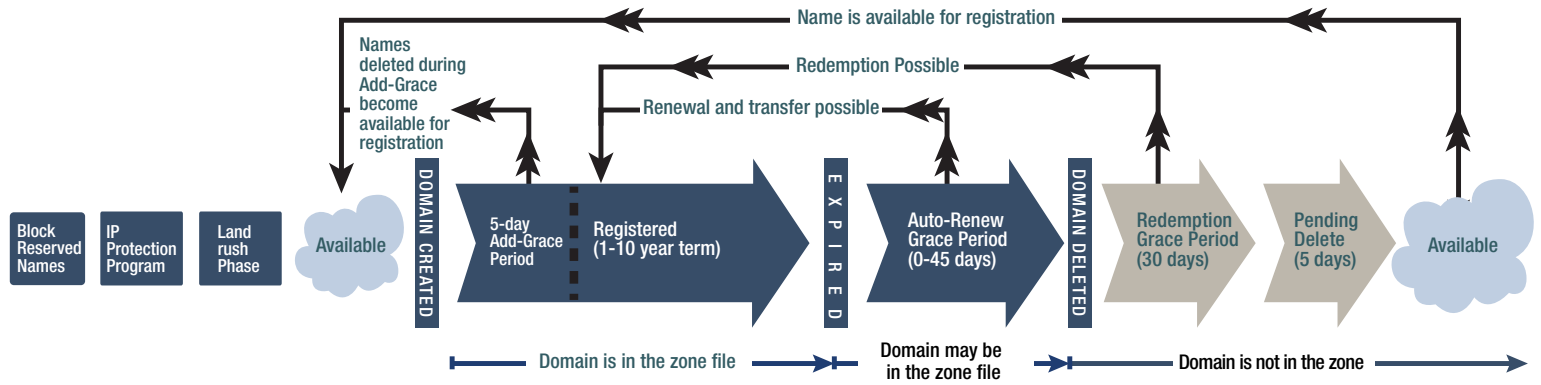 Name is available for registration
Names
deleted during
Add-Grace
become
available for
registration
Redemption Possible
Renewal and transfer possible
Block
Reserved
Names
IP
Protection
Program
Land
rush
Phase
Available
DOMAIN CREATED
5-day
Add-Grace
Period
Registered
(1-10 year term)
EXPIRED
Auto-Renew
Grace Period
(0-45 days)
DOMAIN DELETED
Redemption
Grace Period
(30 days)
Pending
Delete
(5 days)
Available
Domain is in the zone file
Domain may be
in the zone file
Domain is not in the zone